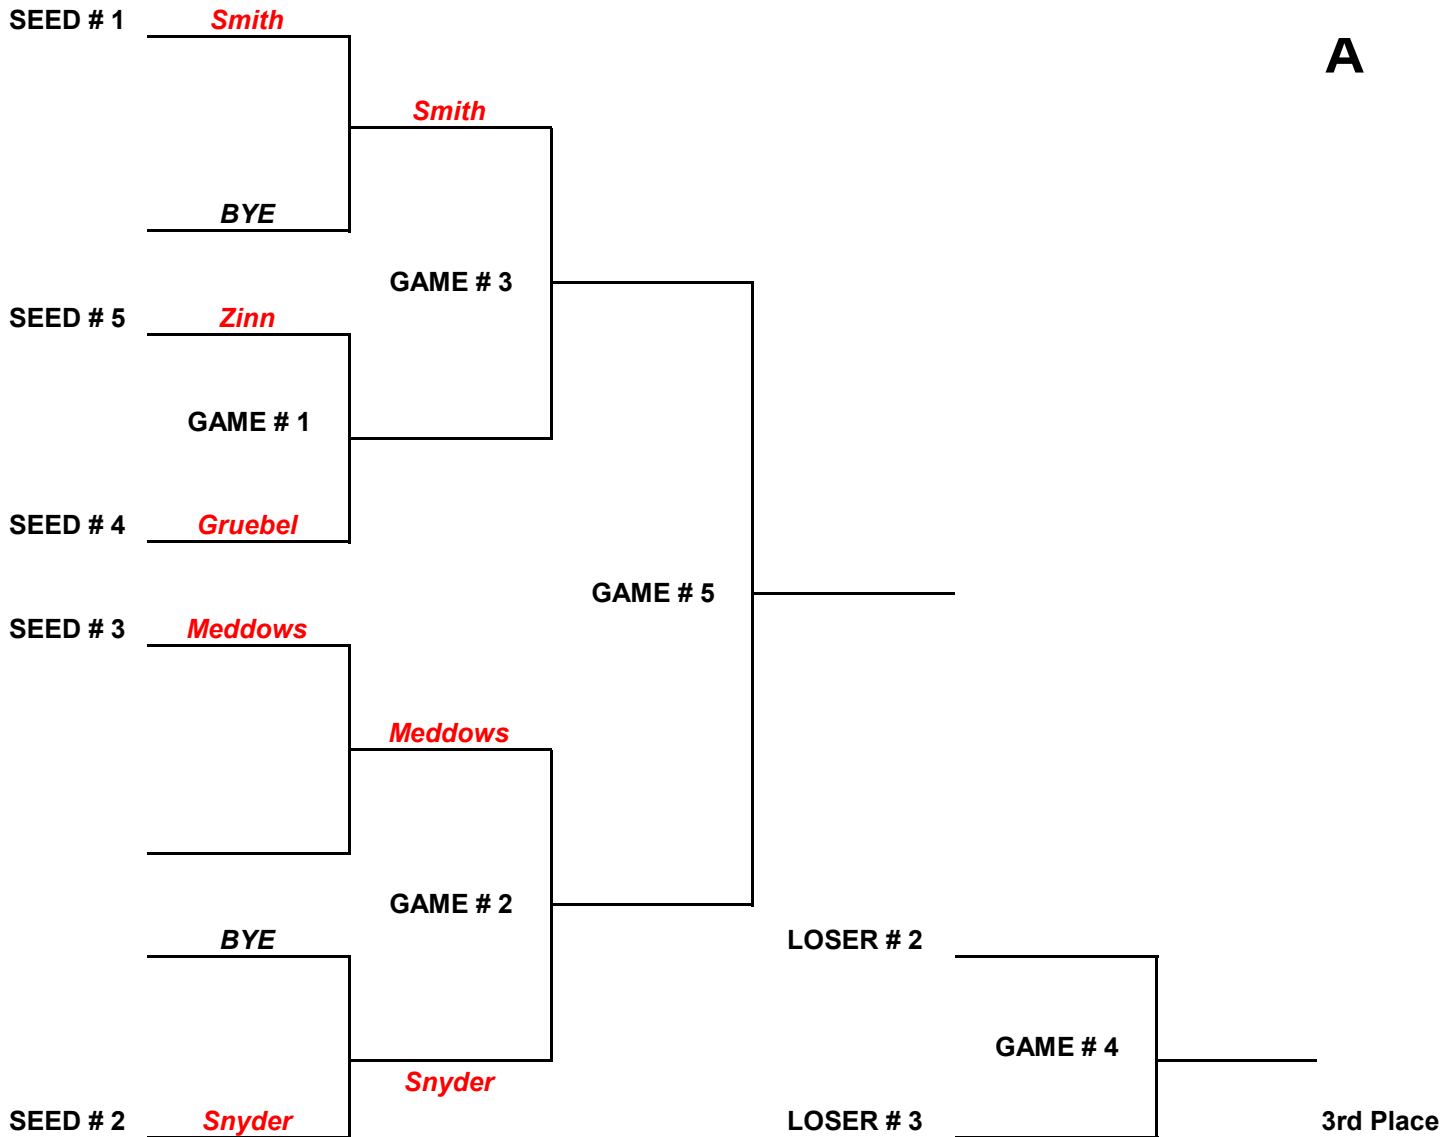 SEED # 1 Smith
A
Smith
BYE
GAME # 3
SEED # 5 Zinn
GAME # 1
SEED # 4 Gruebel
GAME # 5
SEED # 3 Meddows
Meddows
GAME # 2
BYE
LOSER # 2
GAME # 4
Snyder
SEED # 2 Snyder
LOSER # 3
3rd Place